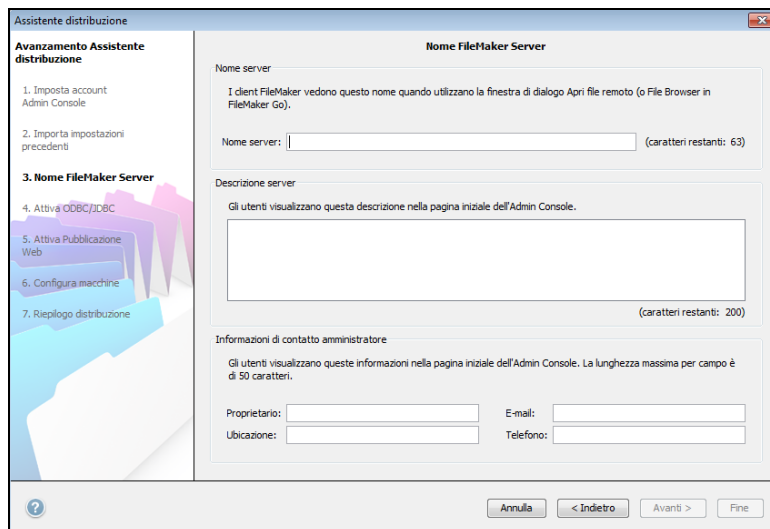 Assistente distribuzione
Avanzamento Assistente
distribuzione
1. Imposta account
Admin Console
2. Importa impostazioni
precedenti
3. Nome FileMaker Server
4. Attiva ODBC/JDBC
5. Attiva Pubblicazione
Web
6. Configura macchine
7. Riepilogo distribuzione
Nome FileMaker Server
Nome server
I client FileMaker vedono questo nome quando utilizzano la finestra di dialogo Apri file remoto (o File Browser in
FileMaker Go).
Nome server: (caratteri restanti: 63)
Descrizione server
Gli utenti visualizzano questa descrizione nella pagina iniziale dell'Admin Console.
(caratteri restanti: 200)
Informazioni di contatto amministratore
Gli utenti visualizzano queste informazioni nella pagina iniziale dell'Admin Console. La lunghezza massima per campo è
di 50 caratteri.
Proprietario: E-mail:
Ubicazione: Telefono:
? Annulla < Indietro Avanti > Fine